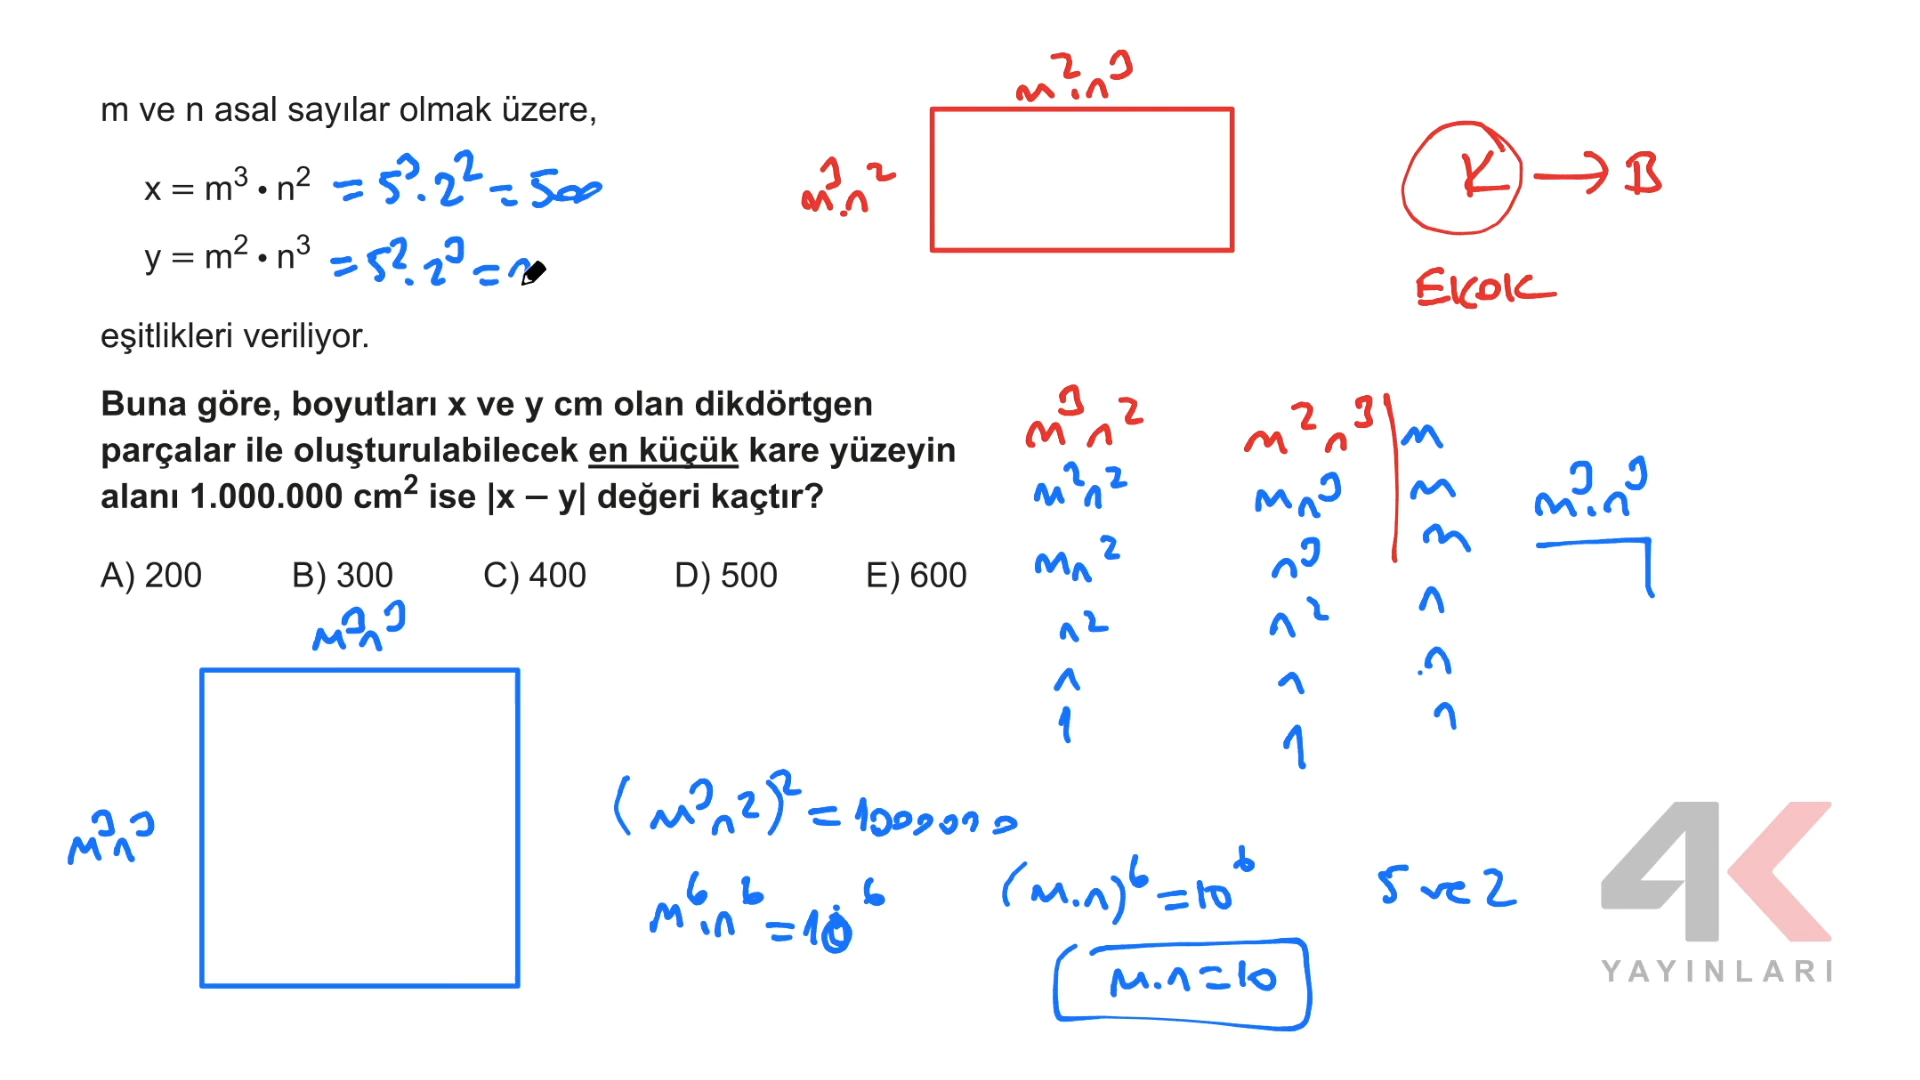 m ve n asal sayılar olmak üzere,
x = m³ • n² = 5³.2² = 500
y = m² • n³ = 5².2³ =
eşitlikleri veriliyor.
Buna göre, boyutları x ve y cm olan dikdörtgen
parçalar ile oluşturulabilecek en küçük kare yüzeyin
alanı 1.000.000 cm² ise |x – y| değeri kaçtır?
A) 200 B) 300 C) 400 D) 500 E) 600
m².n³
m³.n²
K → B
EKOK
m³n² m²n³ m
m²n² mn³ m
mn² n³ m
n² n² n
n n n
1 1 n
m³.n³
m³n³
m³n³
(m³n²)² = 1000000
m⁶.n⁶ = 10⁶
(m.n)⁶ = 10⁶
m.n = 10
5 ve 2
4K
YAYINLARI